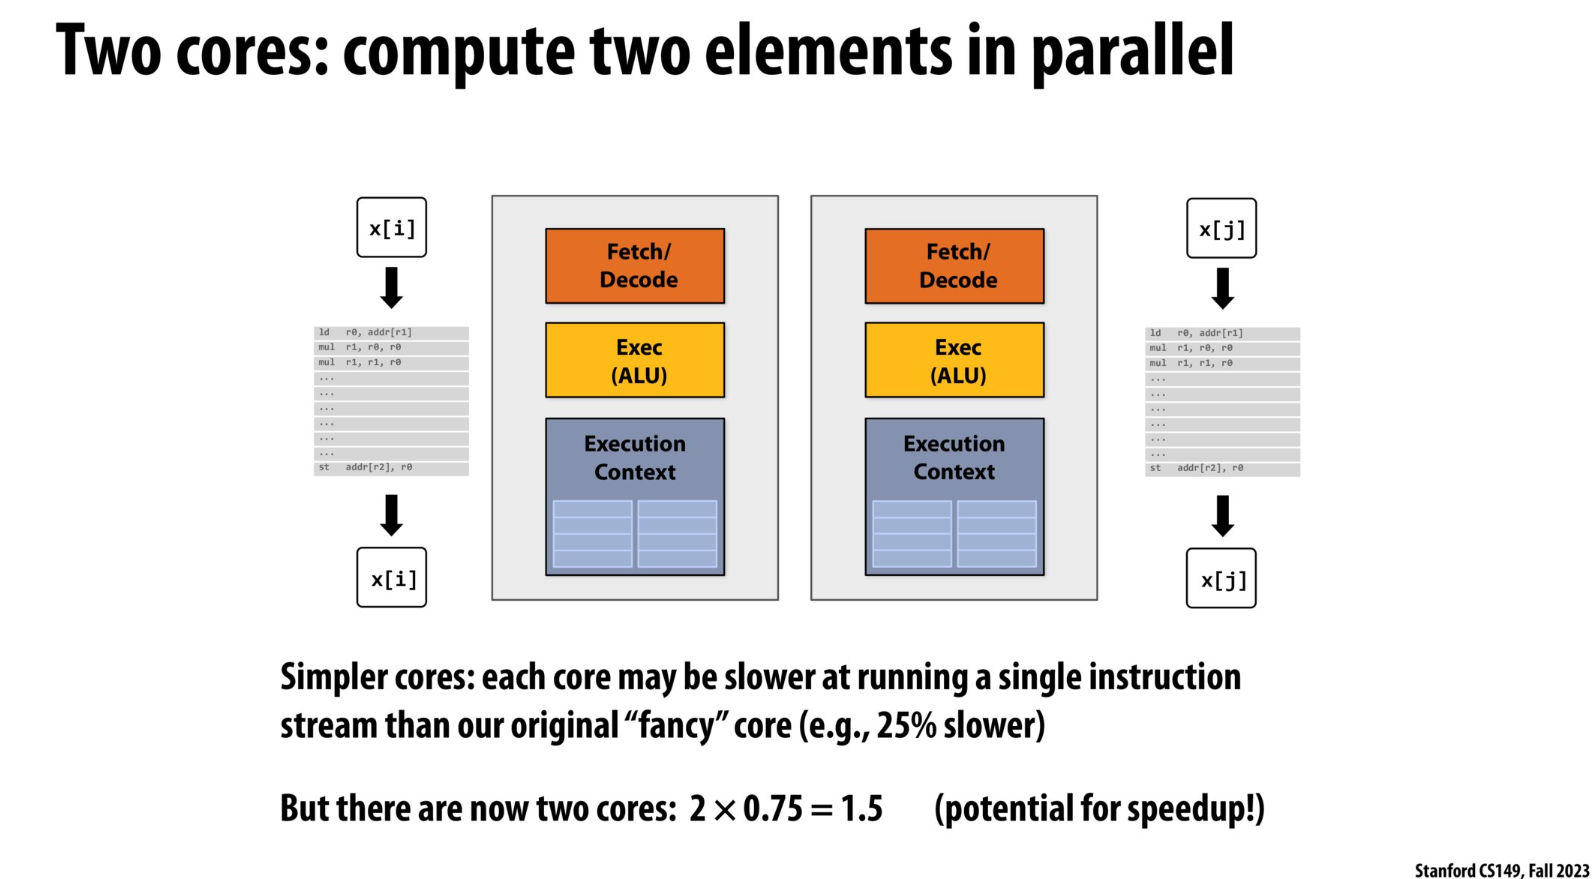 Two cores: compute two elements in parallel
x[i]
ld r0, addr[r1]
mul r1, r0, r0
mul r1, r1, r0
...
...
...
...
...
...
st addr[r2], r0
x[i]
Fetch/
Decode
Exec
(ALU)
Execution
Context
Fetch/
Decode
Exec
(ALU)
Execution
Context
x[j]
ld r0, addr[r1]
mul r1, r0, r0
mul r1, r1, r0
...
...
...
...
...
...
st addr[r2], r0
x[j]
Simpler cores: each core may be slower at running a single instruction
stream than our original “fancy” core (e.g., 25% slower)
But there are now two cores: 2 × 0.75 = 1.5 (potential for speedup!)
Stanford CS149, Fall 2023